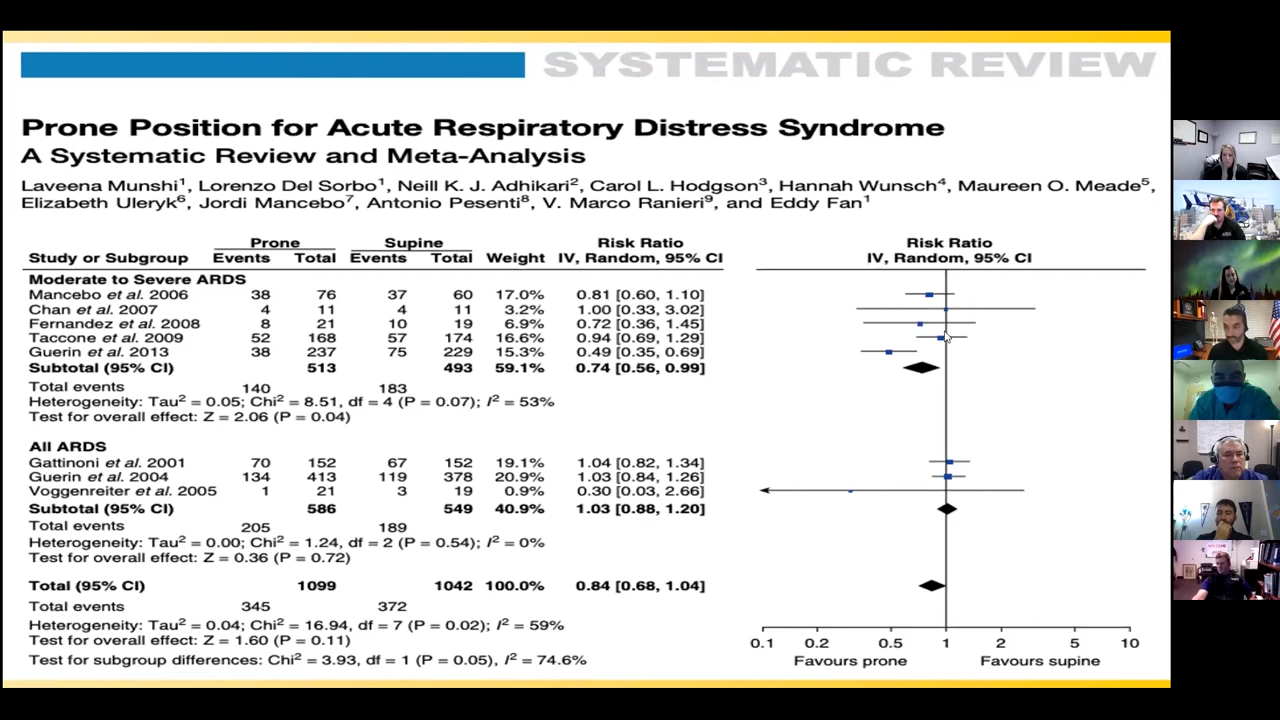 SYSTEMATIC REVIEW
Prone Position for Acute Respiratory Distress Syndrome
A Systematic Review and Meta-Analysis
Laveena Munshi1, Lorenzo Del Sorbo1, Neill K. J. Adhikari2, Carol L. Hodgson3, Hannah Wunsch4, Maureen O. Meade5,
Elizabeth Uleryk6, Jordi Mancebo7, Antonio Pesenti8, V. Marco Ranieri9, and Eddy Fan1
Prone Supine Risk Ratio Risk Ratio
Study or Subgroup Events Total Events Total Weight IV, Random, 95% CI IV, Random, 95% CI
Moderate to Severe ARDS
Mancebo et al. 2006 38 76 37 60 17.0% 0.81 [0.60, 1.10]
Chan et al. 2007 4 11 4 11 3.2% 1.00 [0.33, 3.02]
Fernandez et al. 2008 8 21 10 19 6.9% 0.72 [0.36, 1.45]
Taccone et al. 2009 52 168 57 174 16.6% 0.94 [0.69, 1.29]
Guerin et al. 2013 38 237 75 229 15.3% 0.49 [0.35, 0.69]
Subtotal (95% CI) 513 493 59.1% 0.74 [0.56, 0.99]
Total events 140 183
Heterogeneity: Tau2 = 0.05; Chi2 = 8.51, df = 4 (P = 0.07); I2 = 53%
Test for overall effect: Z = 2.06 (P = 0.04)
All ARDS
Gattinoni et al. 2001 70 152 67 152 19.1% 1.04 [0.82, 1.34]
Guerin et al. 2004 134 413 119 378 20.9% 1.03 [0.84, 1.26]
Voggenreiter et al. 2005 1 21 3 19 0.9% 0.30 [0.03, 2.66]
Subtotal (95% CI) 586 549 40.9% 1.03 [0.88, 1.20]
Total events 205 189
Heterogeneity: Tau2 = 0.00; Chi2 = 1.24, df = 2 (P = 0.54); I2 = 0%
Test for overall effect: Z = 0.36 (P = 0.72)
Total (95% CI) 1099 1042 100.0% 0.84 [0.68, 1.04]
Total events 345 372
Heterogeneity: Tau2 = 0.04; Chi2 = 16.94, df = 7 (P = 0.02); I2 = 59%
Test for overall effect: Z = 1.60 (P = 0.11)
Test for subgroup differences: Chi2 = 3.93, df = 1 (P = 0.05), I2 = 74.6%
0.1 0.2 0.5 1 2 5 10
Favours prone Favours supine